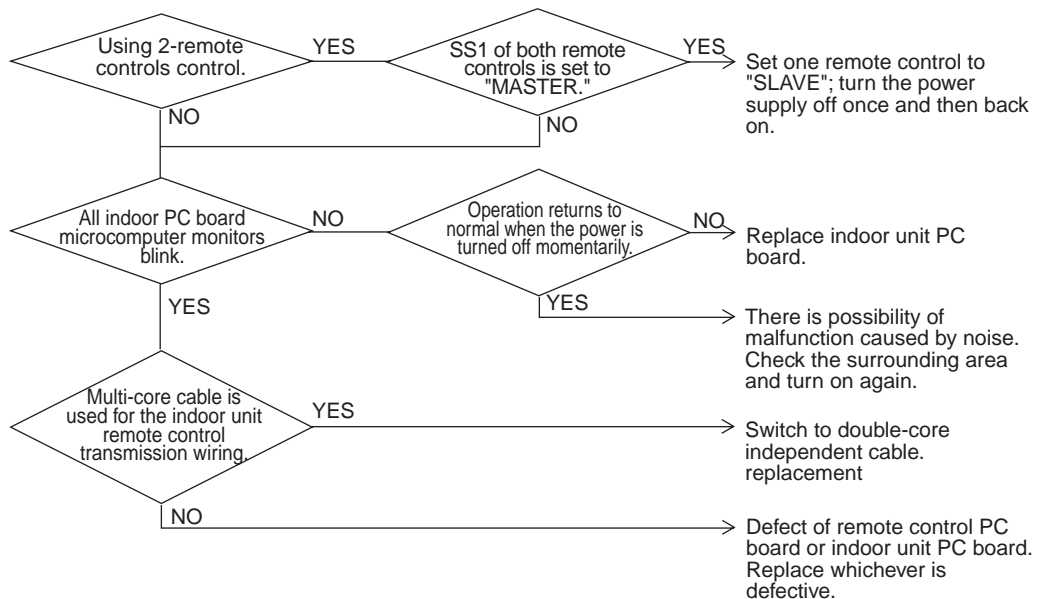 Using 2-remote
controls control.
YES
SS1 of both remote
controls is set to
"MASTER."
YES
Set one remote control to
"SLAVE"; turn the power
supply off once and then back
on.
NO
NO
All indoor PC board
microcomputer monitors
blink.
NO
Operation returns to
normal when the power is
turned off momentarily.
NO
Replace indoor unit PC
board.
YES
YES
There is possibility of
malfunction caused by noise.
Check the surrounding area
and turn on again.
Multi-core cable is
used for the indoor unit
remote control
transmission wiring.
YES
Switch to double-core
independent cable.
replacement
NO
Defect of remote control PC
board or indoor unit PC board.
Replace whichever is
defective.